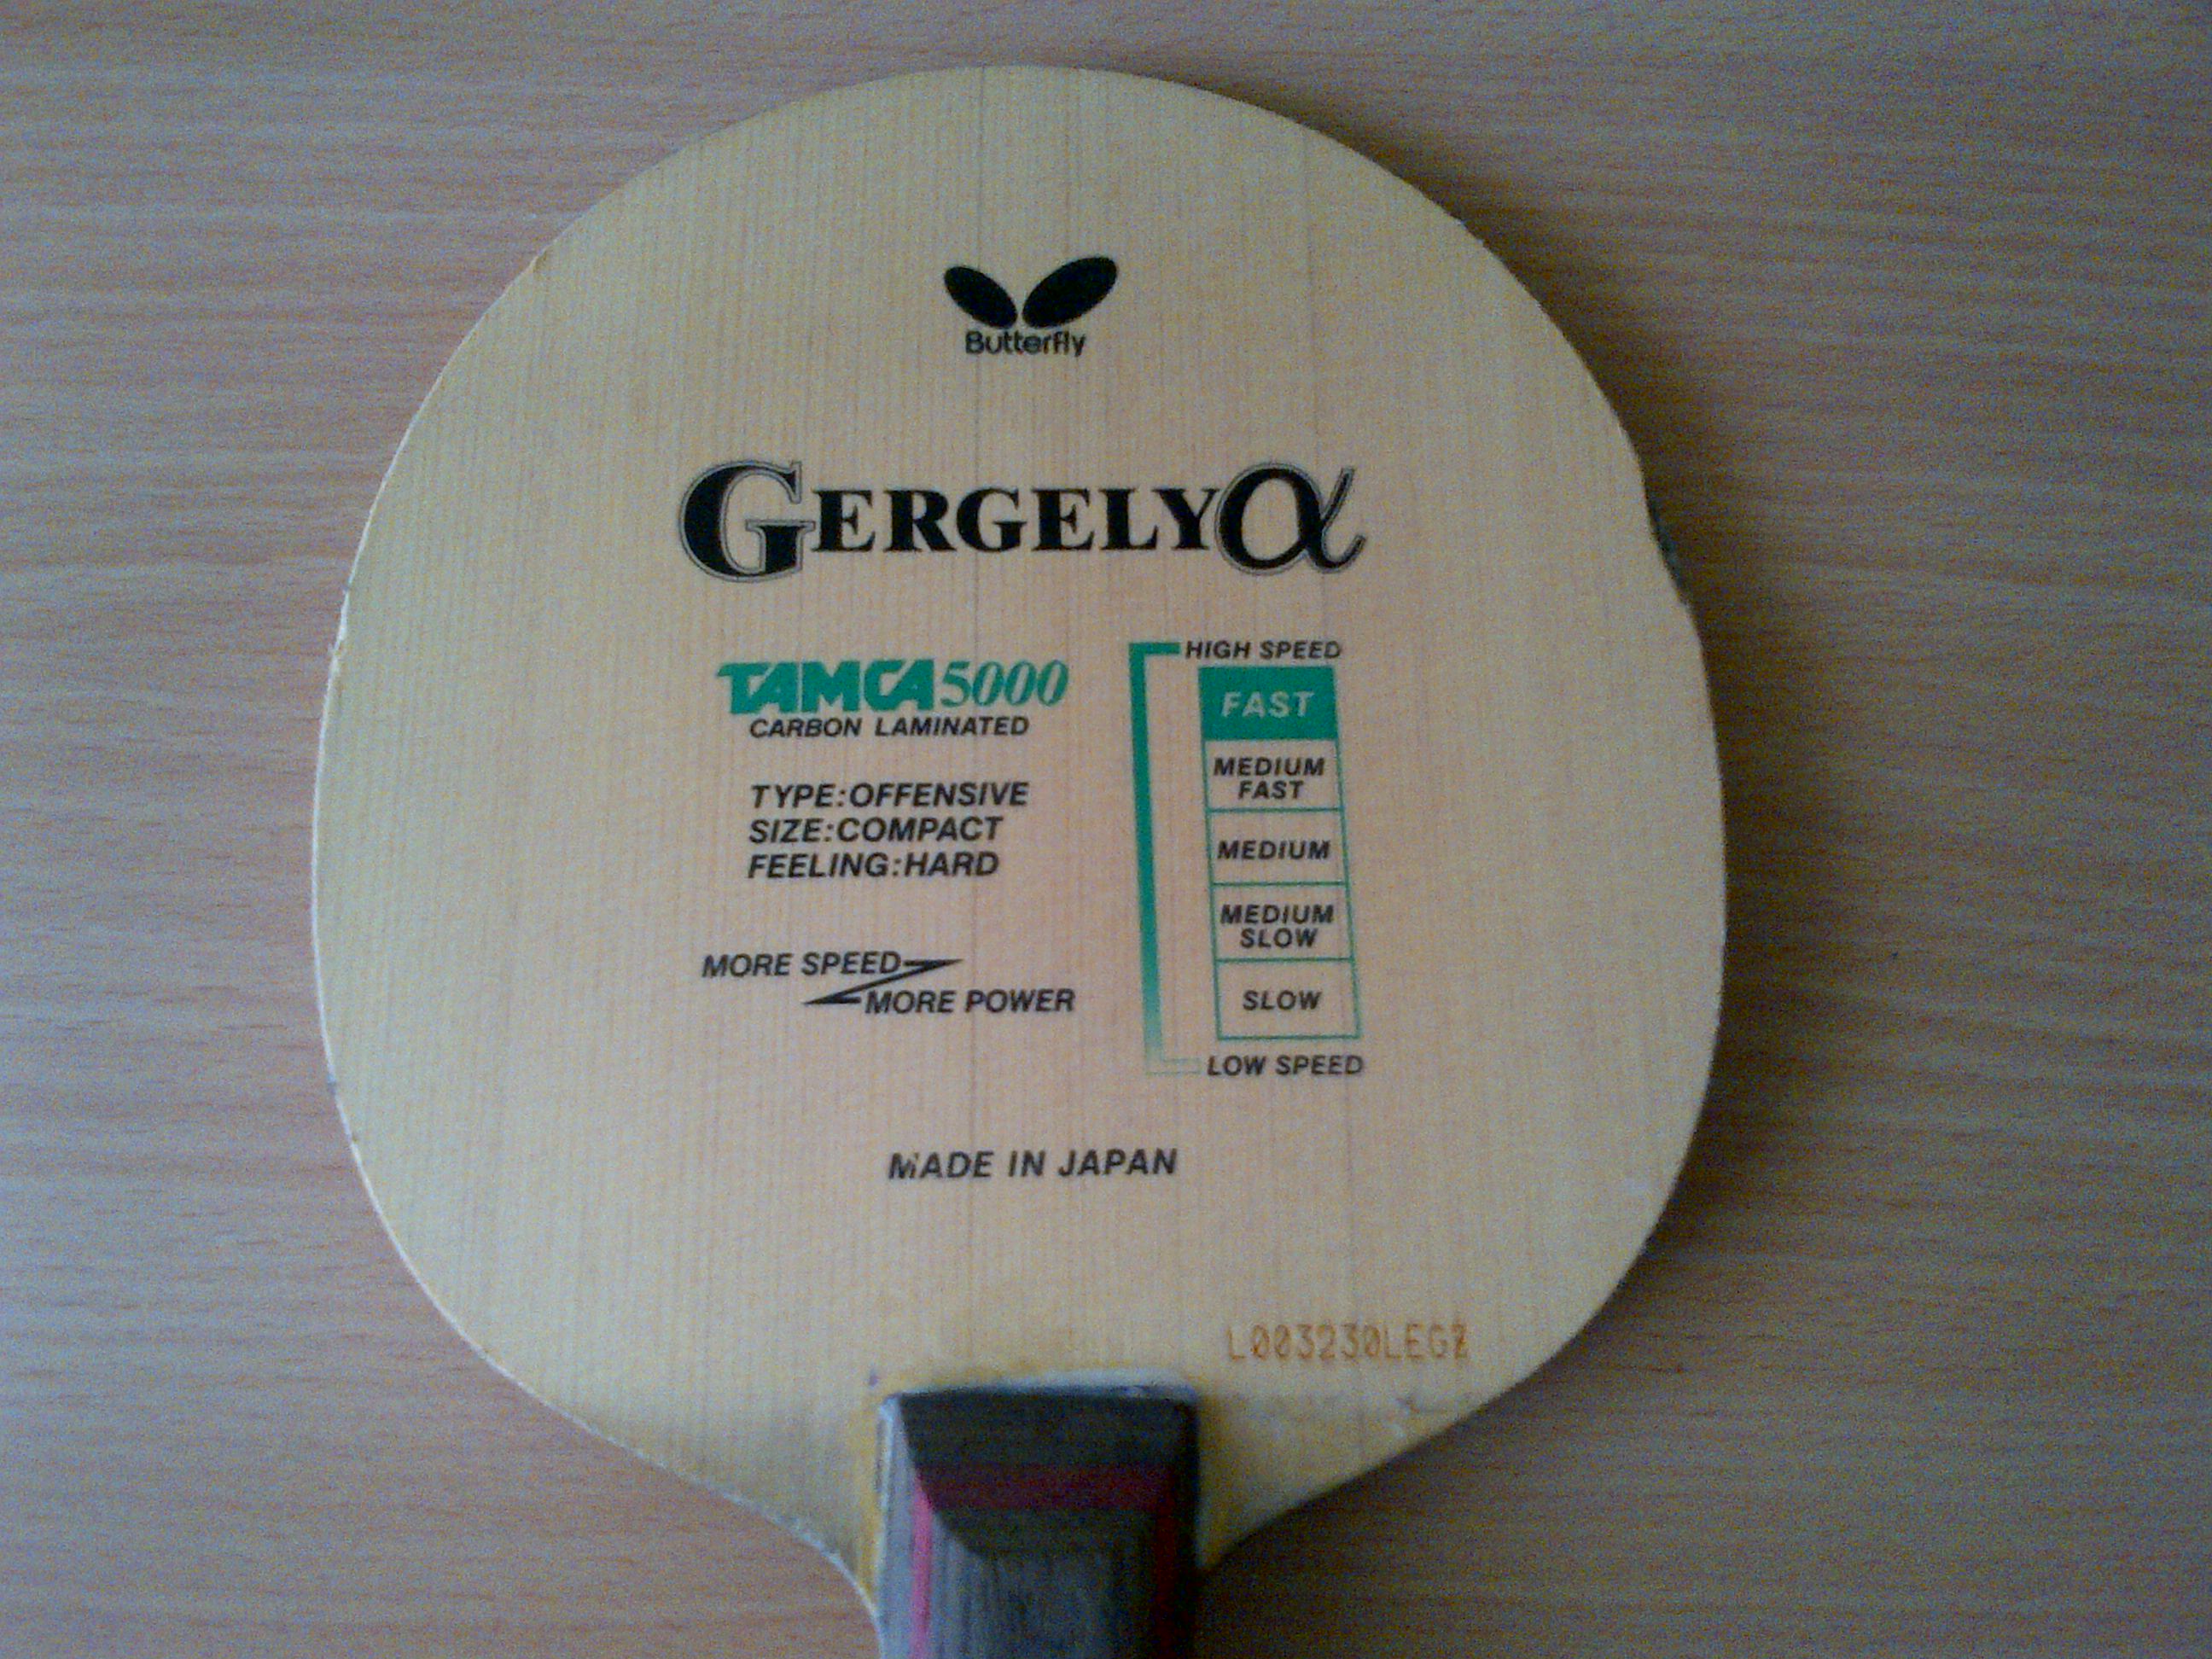 Butterfly
GERGELYα
TAMCA5000
CARBON LAMINATED
TYPE:OFFENSIVE
SIZE:COMPACT
FEELING:HARD
MORE SPEED
MORE POWER
HIGH SPEED
FAST
MEDIUM
FAST
MEDIUM
MEDIUM
SLOW
SLOW
LOW SPEED
MADE IN JAPAN